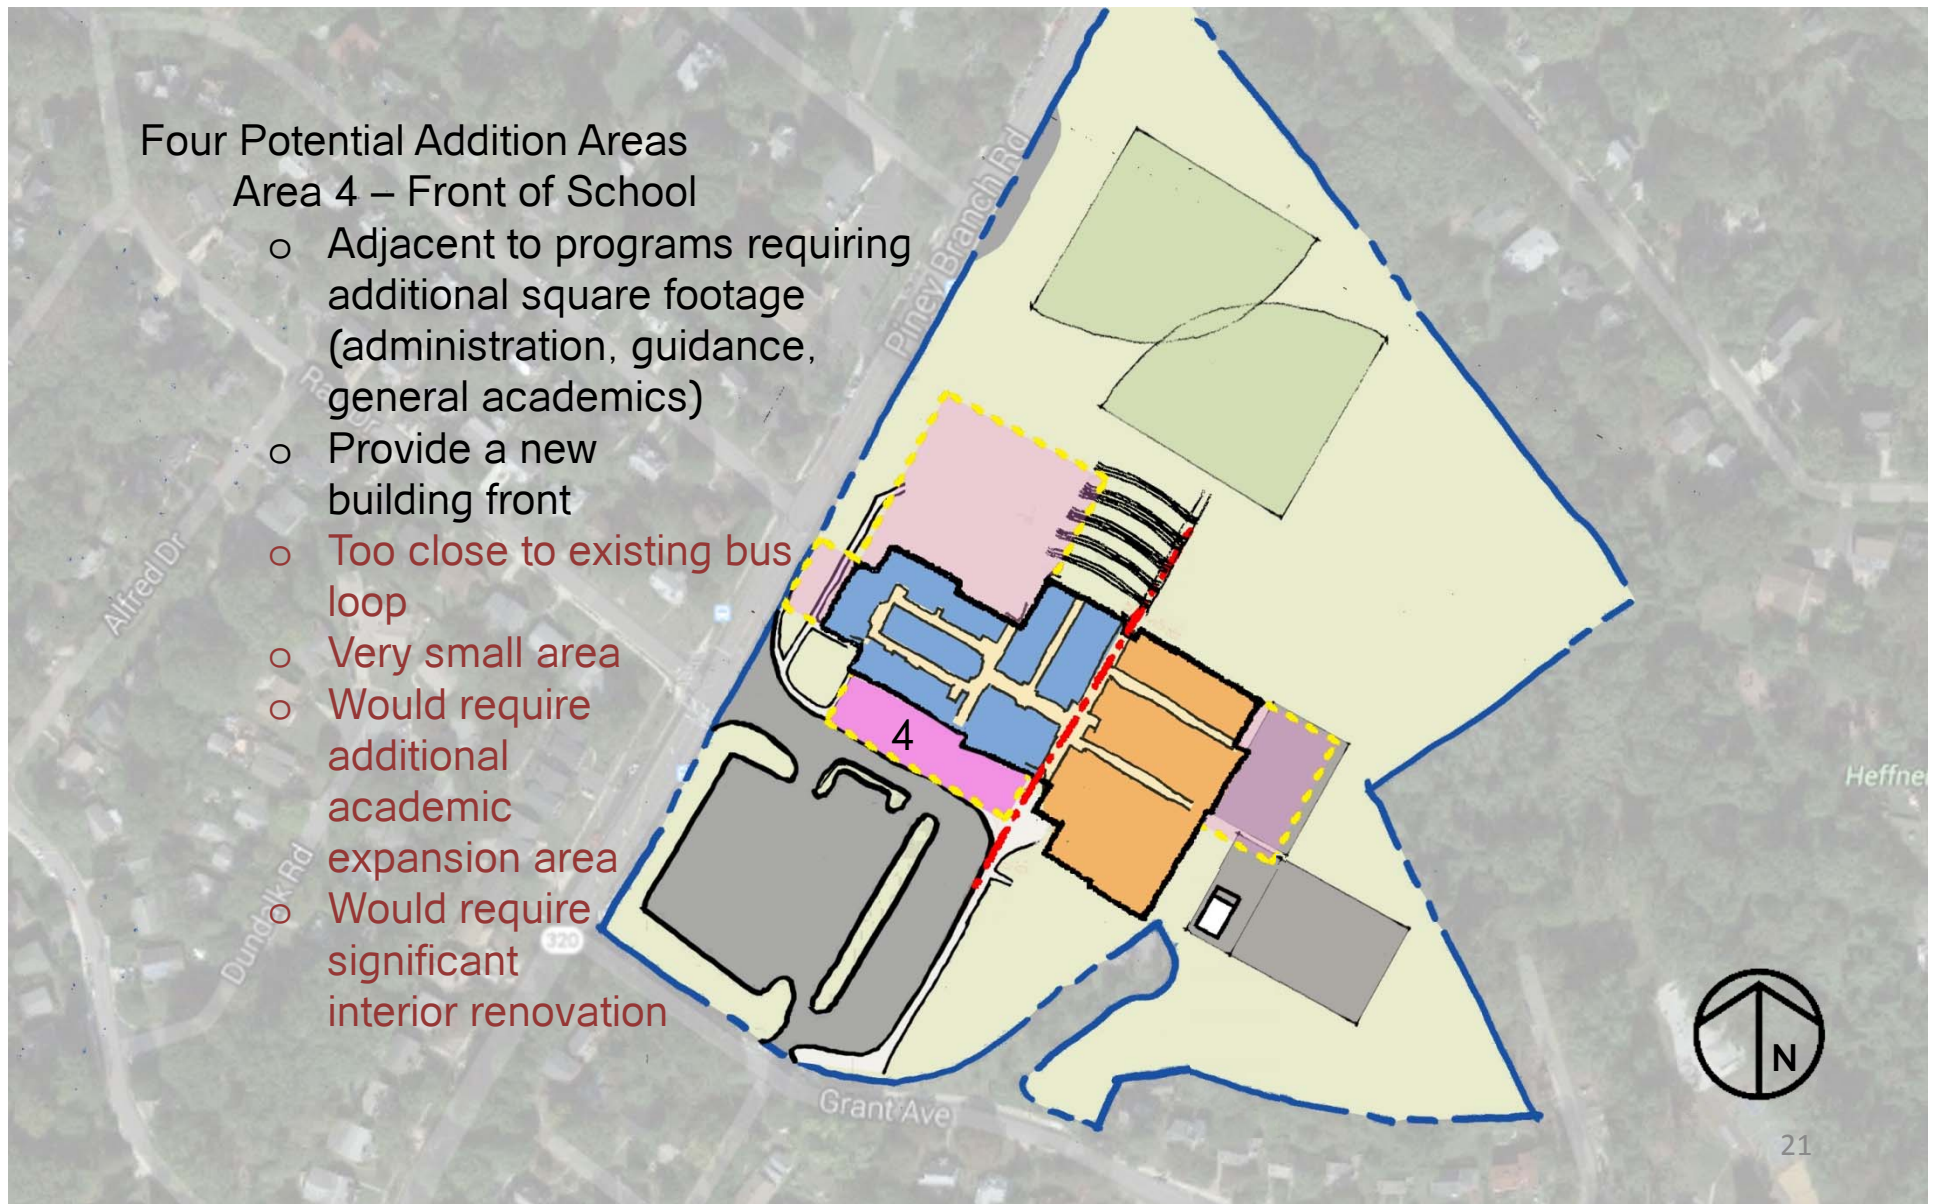 Four Potential Addition Areas
Area 4 – Front of School
o Adjacent to programs requiring
additional square footage
(administration, guidance,
general academics)
o Provide a new
building front
o Too close to existing bus
loop
o Very small area
o Would require
additional
academic
expansion area
o Would require
significant
interior renovation
Piney Branch Rd
Alfred Dr
Dundalk Rd
320
4
Grant Ave
Heffner
N
21